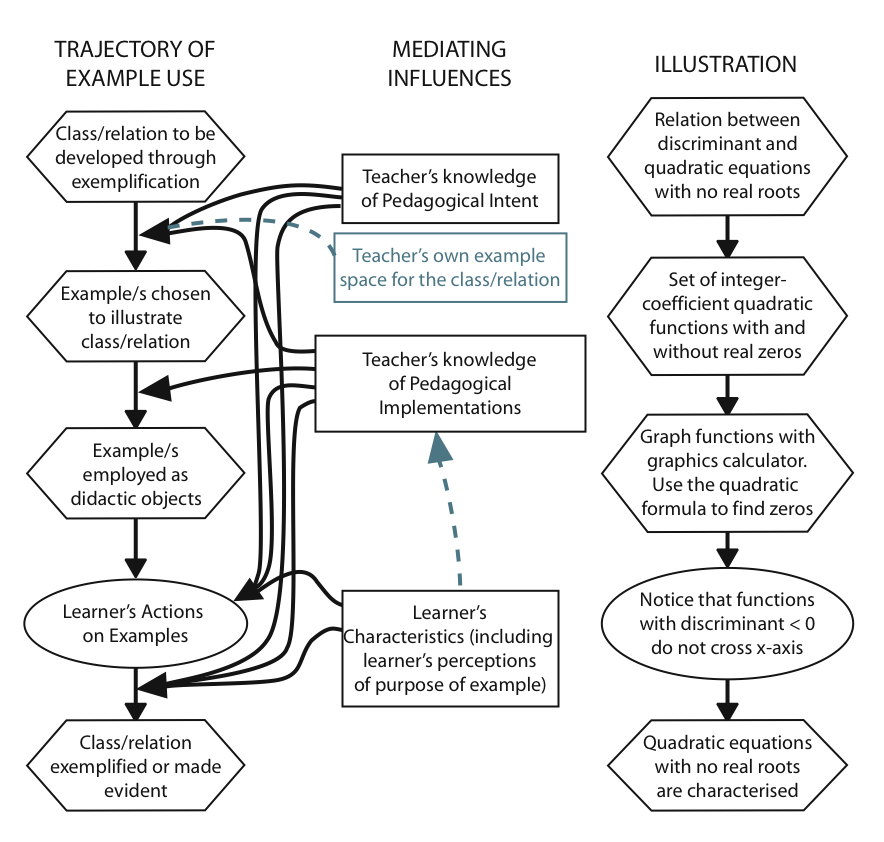 TRAJECTORY OF
EXAMPLE USE
Class/relation to be
developed through
exemplification
Example/s chosen
to illustrate
class/relation
Example/s
employed as
didactic objects
Learner’s Actions
on Examples
Class/relation
exemplified or made
evident
MEDIATING
INFLUENCES
Teacher’s knowledge
of Pedagogical Intent
Teacher’s own example
space for the class/relation
Teacher’s knowledge
of Pedagogical
Implementations
Learner’s
Characteristics (including
learner’s perceptions
of purpose of example)
ILLUSTRATION
Relation between
discriminant and
quadratic equations
with no real roots
Set of integer-
coefficient quadratic
functions with and
without real zeros
Graph functions with
graphics calculator.
Use the quadratic
formula to find zeros
Notice that functions
with discriminant < 0
do not cross x-axis
Quadratic equations
with no real roots
are characterised